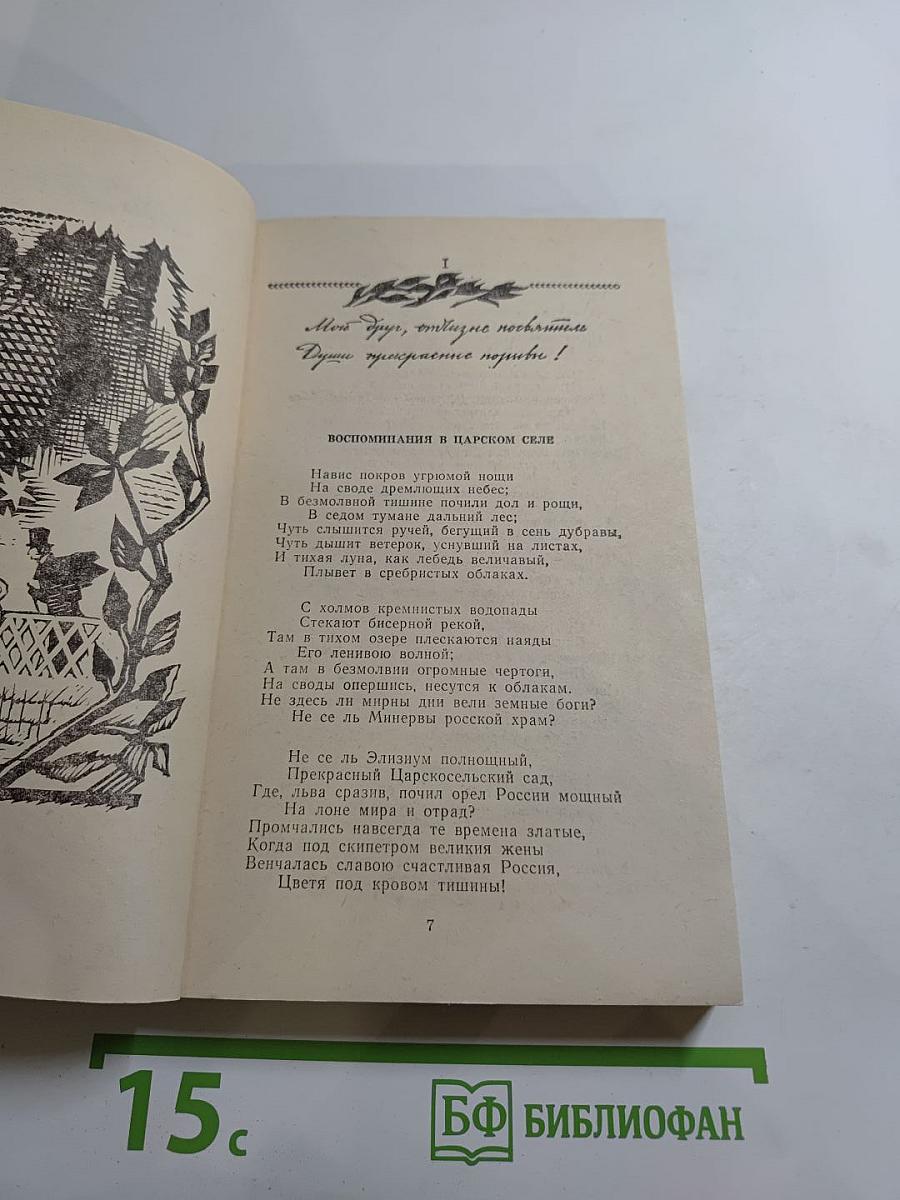 I
Мой друг, отчизне посвятим
Души прекрасные порывы!
ВОСПОМИНАНИЯ В ЦАРСКОМ СЕЛЕ
Навис покров угрюмой нощи
На своде дремлющих небес;
В безмолвной тишине почили дол и рощи,
В седом тумане дальний лес;
Чуть слышится ручей, бегущий в сень дубравы,
Чуть дышит ветерок, уснувший на листах,
И тихая луна, как лебедь величавый,
Плывет в сребристых облаках.
С холмов кремнистых водопады
Стекают бисерной рекой,
Там в тихом озере плескаются наяды
Его ленивою волной;
А там в безмолвии огромные чертоги,
На своды опершись, несутся к облакам.
Не здесь ли мирны дни вели земные боги?
Не се ль Минервы росской храм?
Не се ль Элизиум полнощный,
Прекрасный Царскосельский сад,
Где, льва сразив, почил орел России мощный
На лоне мира и отрад?
Промчались навсегда те времена златые,
Когда под скипетром великия жены
Венчалась славою счастливая Россия,
Цветя под кровом тишины!
7
15 с
БФ БИБЛИОФАН